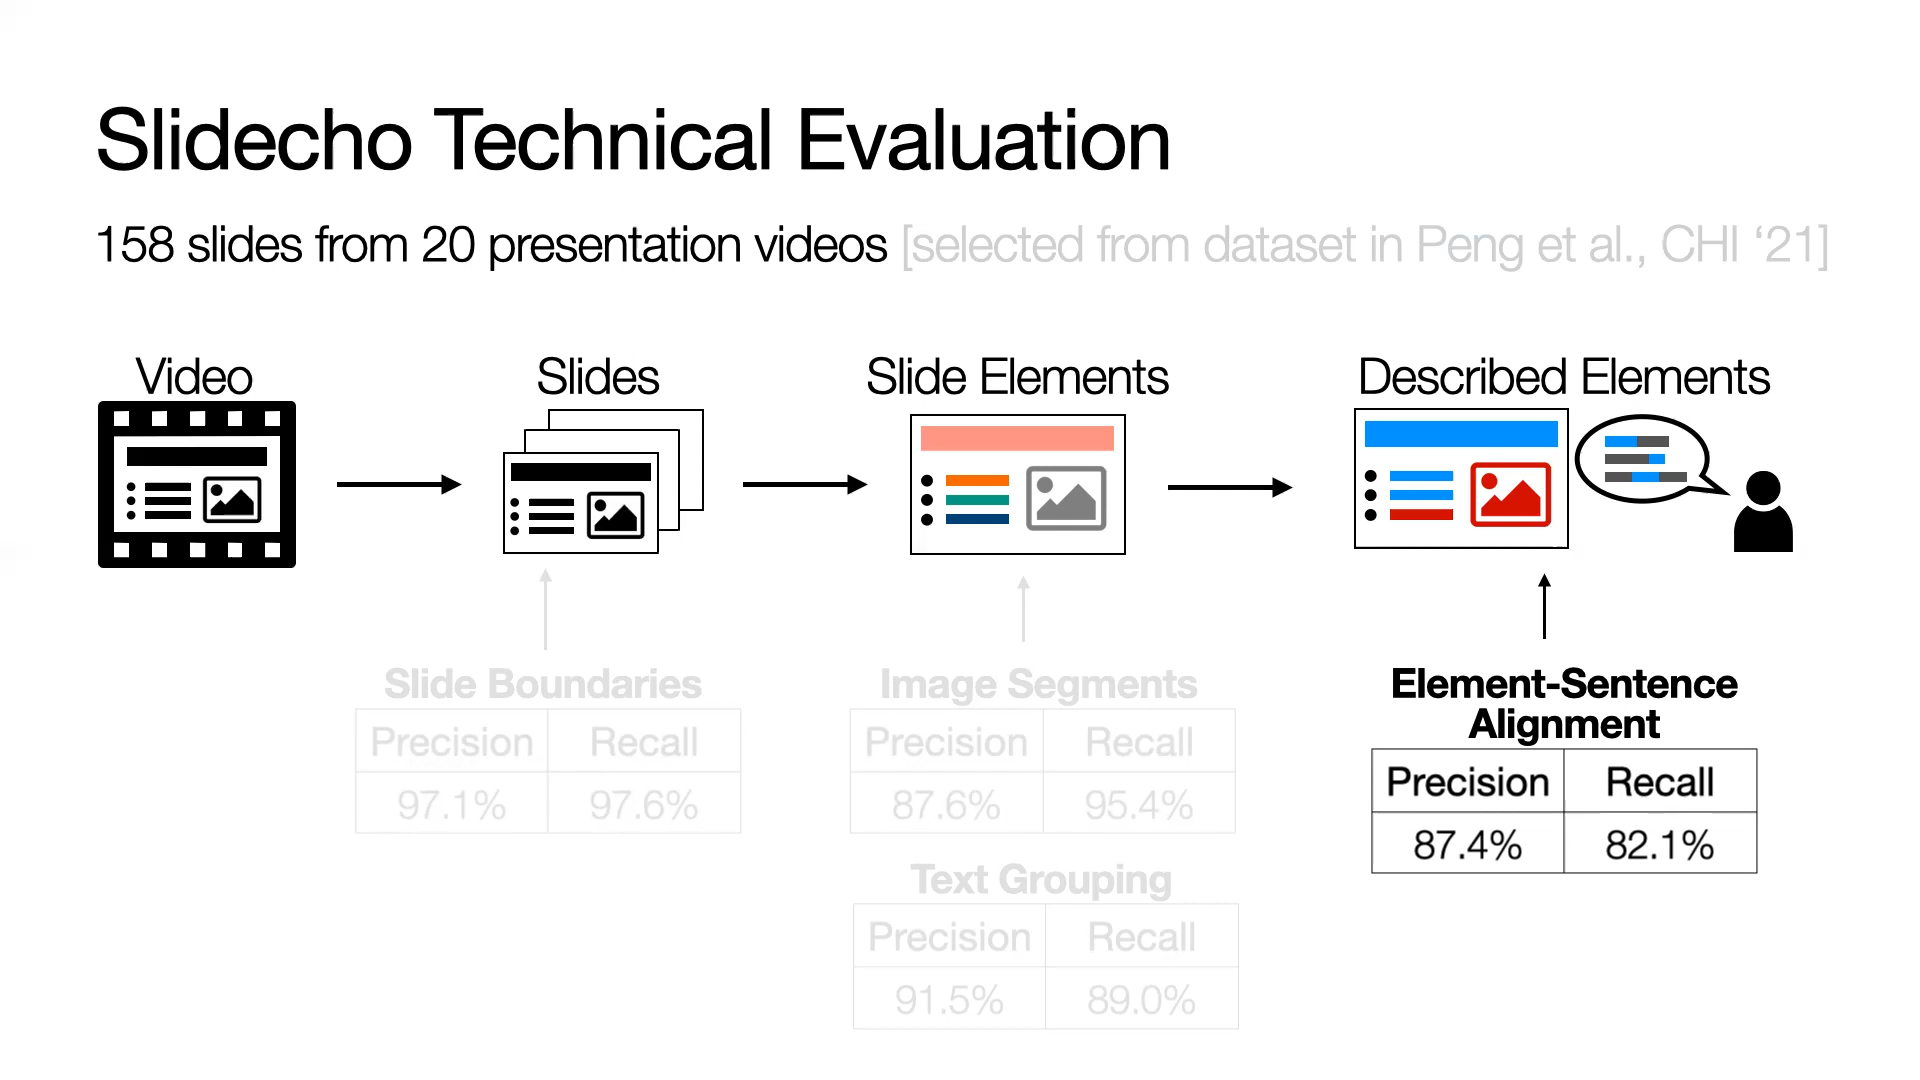 Slidecho Technical Evaluation
158 slides from 20 presentation videos [selected from dataset in Peng et al., CHI ‘21]
Video
Slides
Slide Elements
Described Elements
Slide Boundaries
Precision Recall
97.1% 97.6%
Image Segments
Precision Recall
87.6% 95.4%
Text Grouping
Precision Recall
91.5% 89.0%
Element-Sentence
Alignment
Precision Recall
87.4% 82.1%